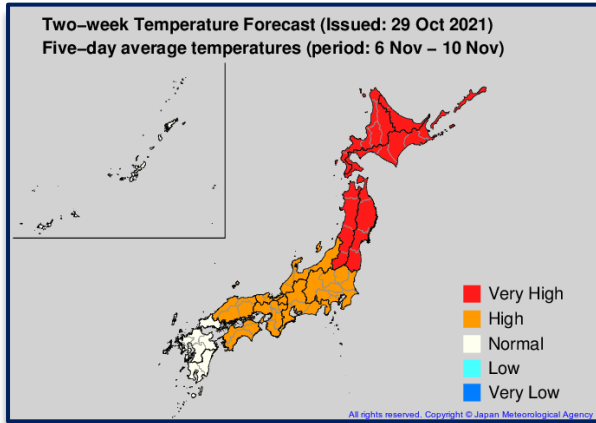 Two-week Temperature Forecast (Issued: 29 Oct 2021)
Five-day average temperatures (period: 6 Nov – 10 Nov)
Very High
High
Normal
Low
Very Low
All rights reserved. Copyright © Japan Meteorological Agency